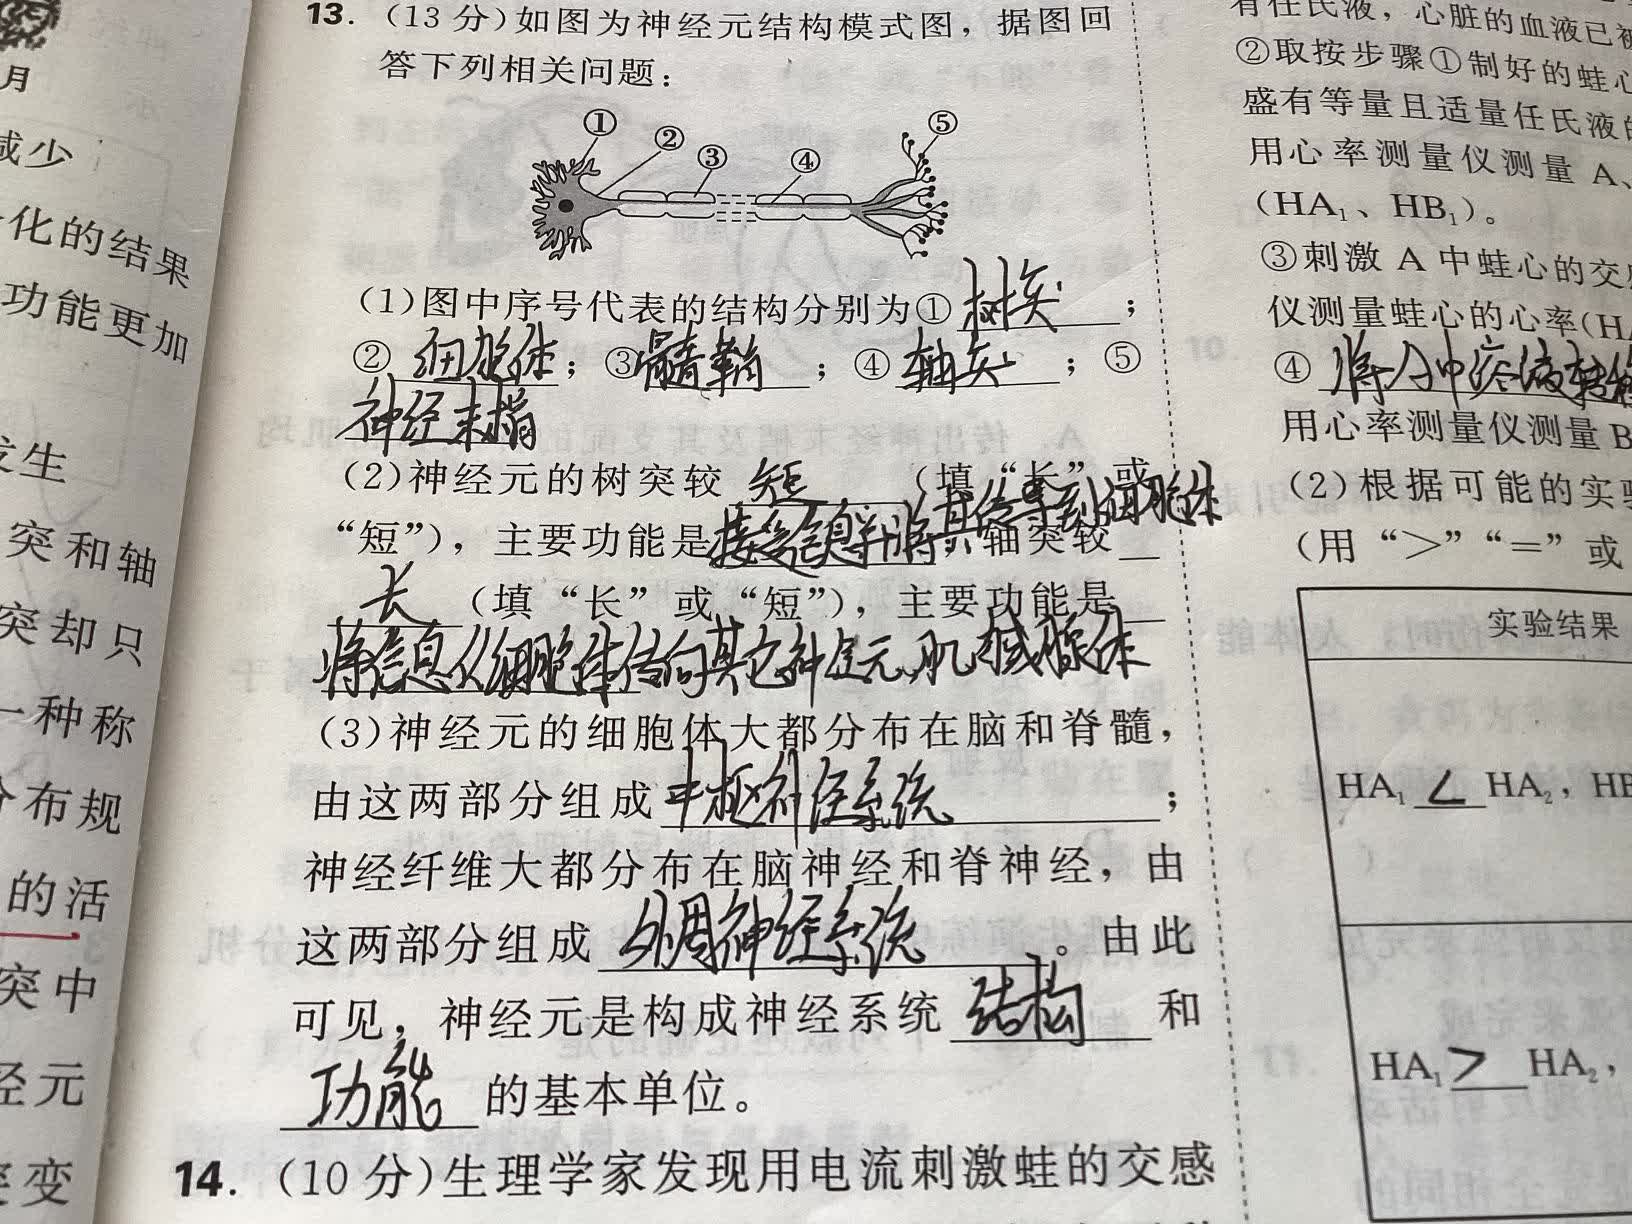 月
减少
化的结果
功能更加
生
突和轴
突却只
一种称
布规
的活
突中
经元
变
13. (13分)如图为神经元结构模式图，据图回
答下列相关问题：
① ② ③ ④ ⑤
(1)图中序号代表的结构分别为①树突；
②细胞体；③髓鞘；④轴突；⑤
神经末梢
(2)神经元的树突较 短 (填“长”或
“短”)，主要功能是接受信息并将其传导到细胞体，轴突较
长 (填“长”或“短”)，主要功能是
将信息从细胞体传向其它神经元、肌肉或腺体
(3)神经元的细胞体大都分布在脑和脊髓，
由这两部分组成中枢神经系统；
神经纤维大都分布在脑神经和脊神经，由
这两部分组成 外周神经系统。由此
可见，神经元是构成神经系统 结构 和
功能 的基本单位。
14. (10分)生理学家发现用电流刺激蛙的交感
有任氏液，心脏的血液已被
②取按步骤①制好的蛙心
盛有等量且适量任氏液的
用心率测量仪测量A、
(HA₁、HB₁)。
③刺激A中蛙心的交感
仪测量蛙心的心率(HA
④将A中
用心率测量仪测量B
(2)根据可能的实验
(用“>”“=”或
实验结果
HA₁ < HA₂，HB
HA₁ > HA₂，